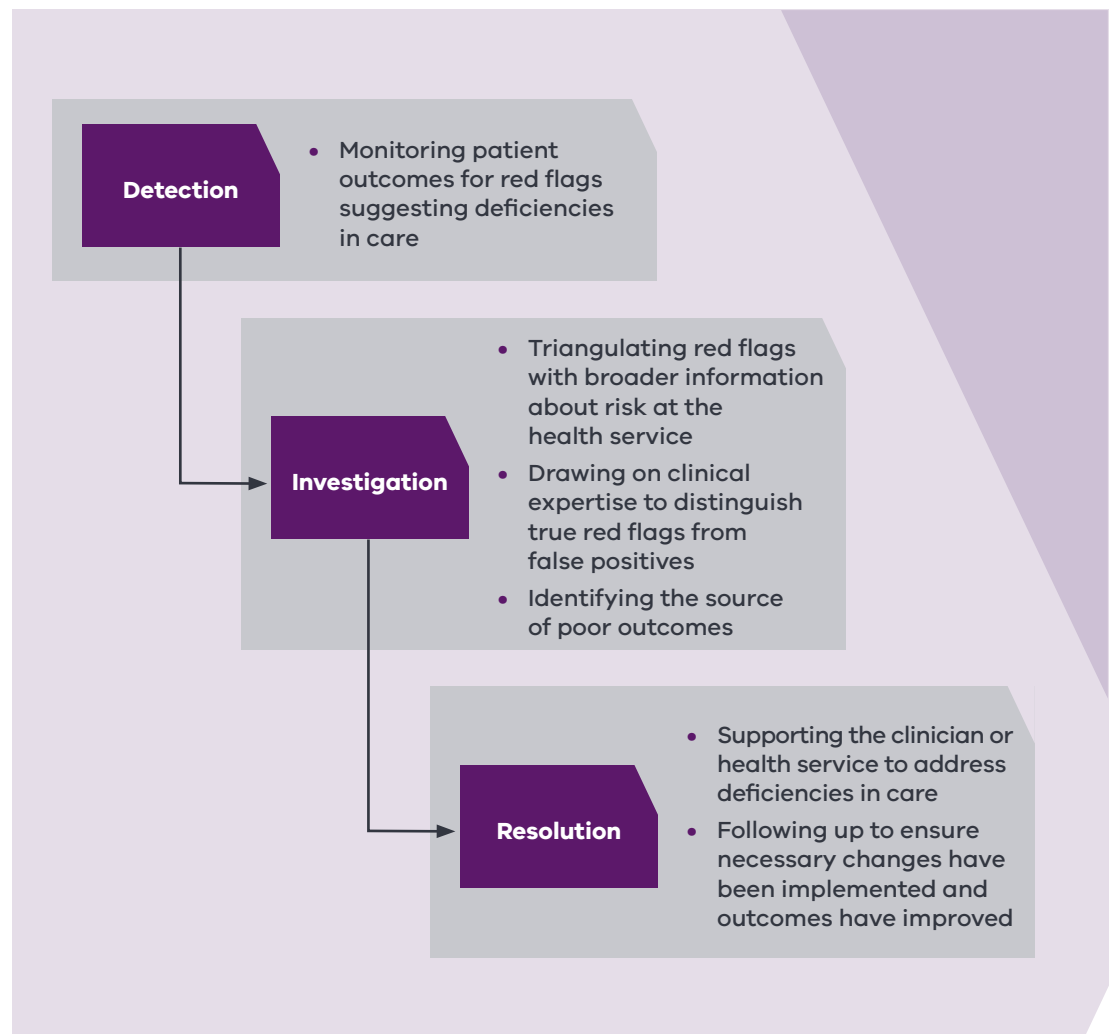 Detection
• Monitoring patient
outcomes for red flags
suggesting deficiencies
in care
Investigation
• Triangulating red flags
with broader information
about risk at the
health service
• Drawing on clinical
expertise to distinguish
true red flags from
false positives
• Identifying the source
of poor outcomes
Resolution
• Supporting the clinician or
health service to address
deficiencies in care
• Following up to ensure
necessary changes have
been implemented and
outcomes have improved